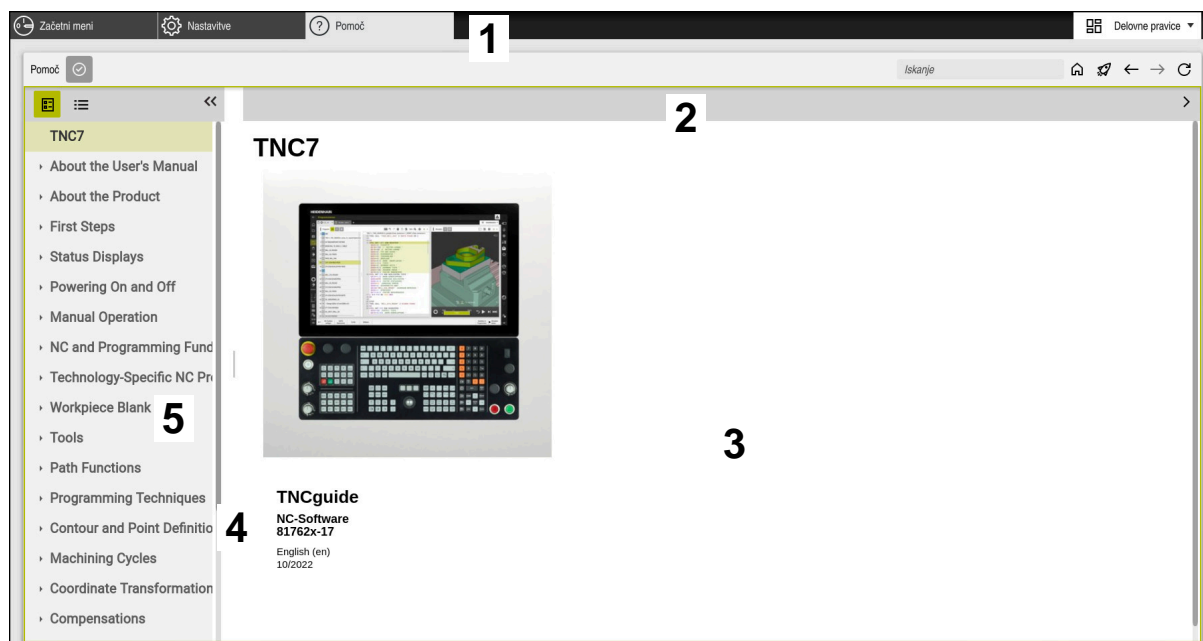 Začetni meni
Nastavitve
Pomoč
1
Delovne pravice
Pomoč
Iskanje
2
TNC7
About the User's Manual
About the Product
First Steps
Status Displays
Powering On and Off
Manual Operation
NC and Programming Fund
Technology-Specific NC Pr
Workpiece Blank
5
Tools
Path Functions
Programming Techniques
Contour and Point Definitio
4
Machining Cycles
Coordinate Transformation
Compensations
TNC7
HEIDENHAIN
3
TNCguide
NC-Software
81762x-17
English (en)
10/2022